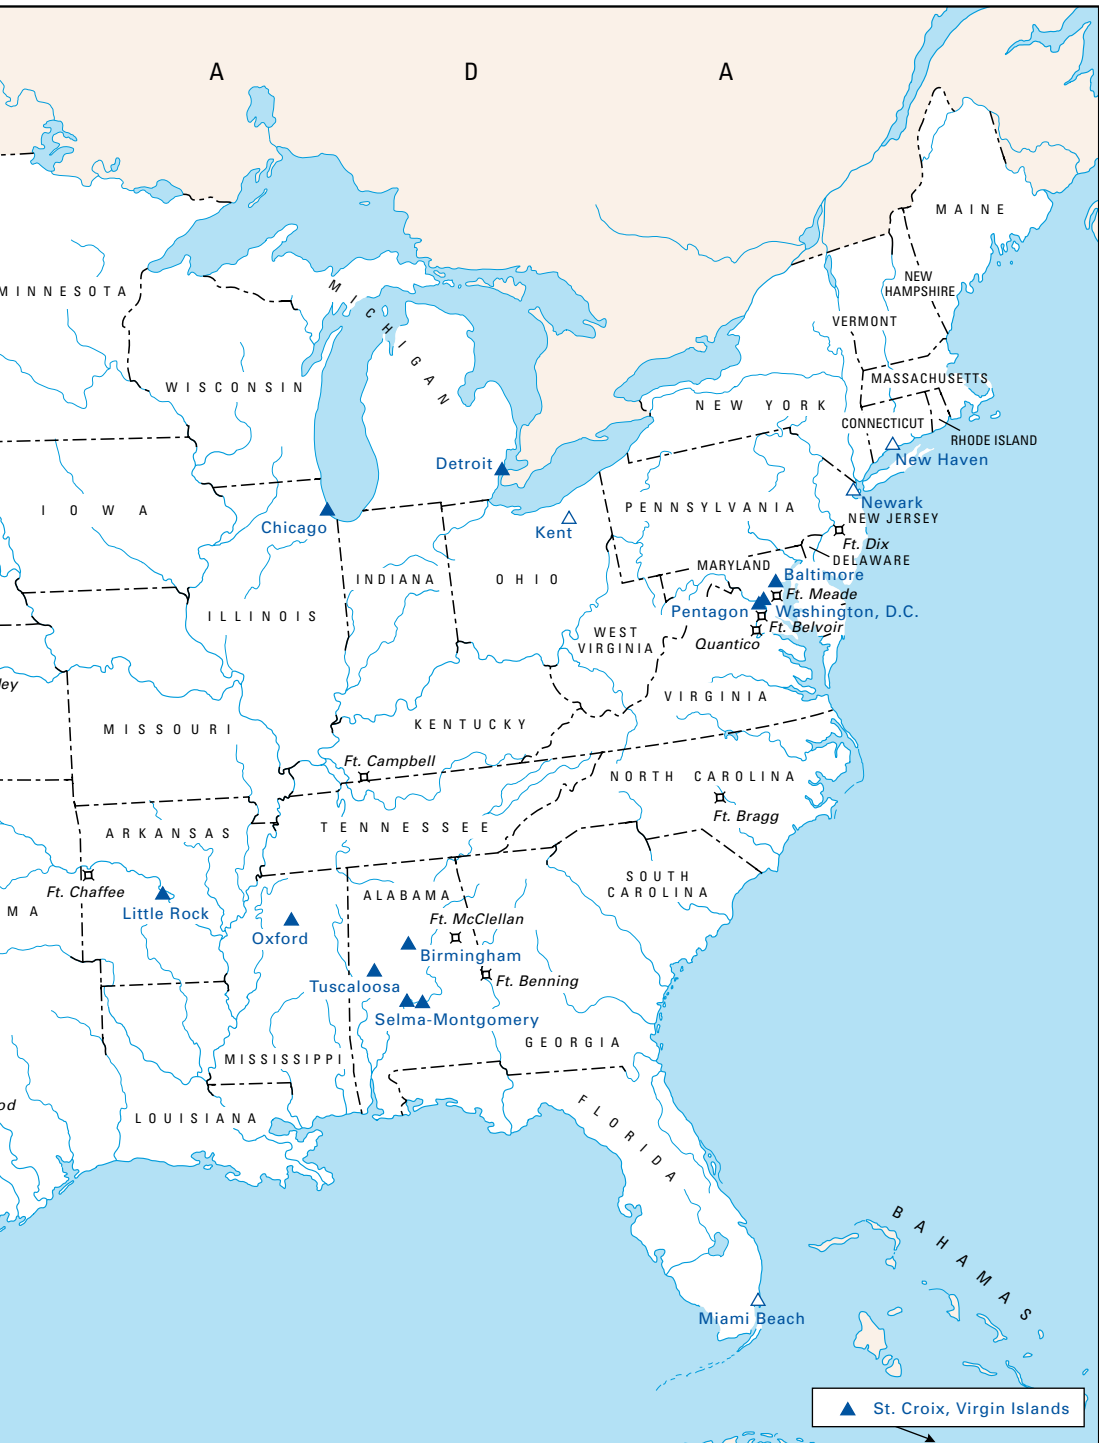 A D A
MAINE
NEW
HAMPSHIRE
MINNESOTA
MICHIGAN
VERMONT
WISCONSIN
MASSACHUSETTS
NEW YORK
CONNECTICUT
RHODE ISLAND
New Haven
Detroit
Newark
NEW JERSEY
IOWA
Chicago
Kent
PENNSYLVANIA
Ft. Dix
DELAWARE
MARYLAND
Baltimore
INDIANA
OHIO
Ft. Meade
Pentagon
Washington, D.C.
ILLINOIS
Ft. Belvoir
WEST
VIRGINIA
Quantico
ley
VIRGINIA
MISSOURI
KENTUCKY
Ft. Campbell
NORTH CAROLINA
Ft. Bragg
ARKANSAS
TENNESSEE
Ft. Chaffee
SOUTH
CAROLINA
ALABAMA
MA
Little Rock
Ft. McClellan
Oxford
Birmingham
Tuscaloosa
Ft. Benning
Selma-Montgomery
GEORGIA
MISSISSIPPI
od
LOUISIANA
FLORIDA
BAHAMAS
Miami Beach
St. Croix, Virgin Islands